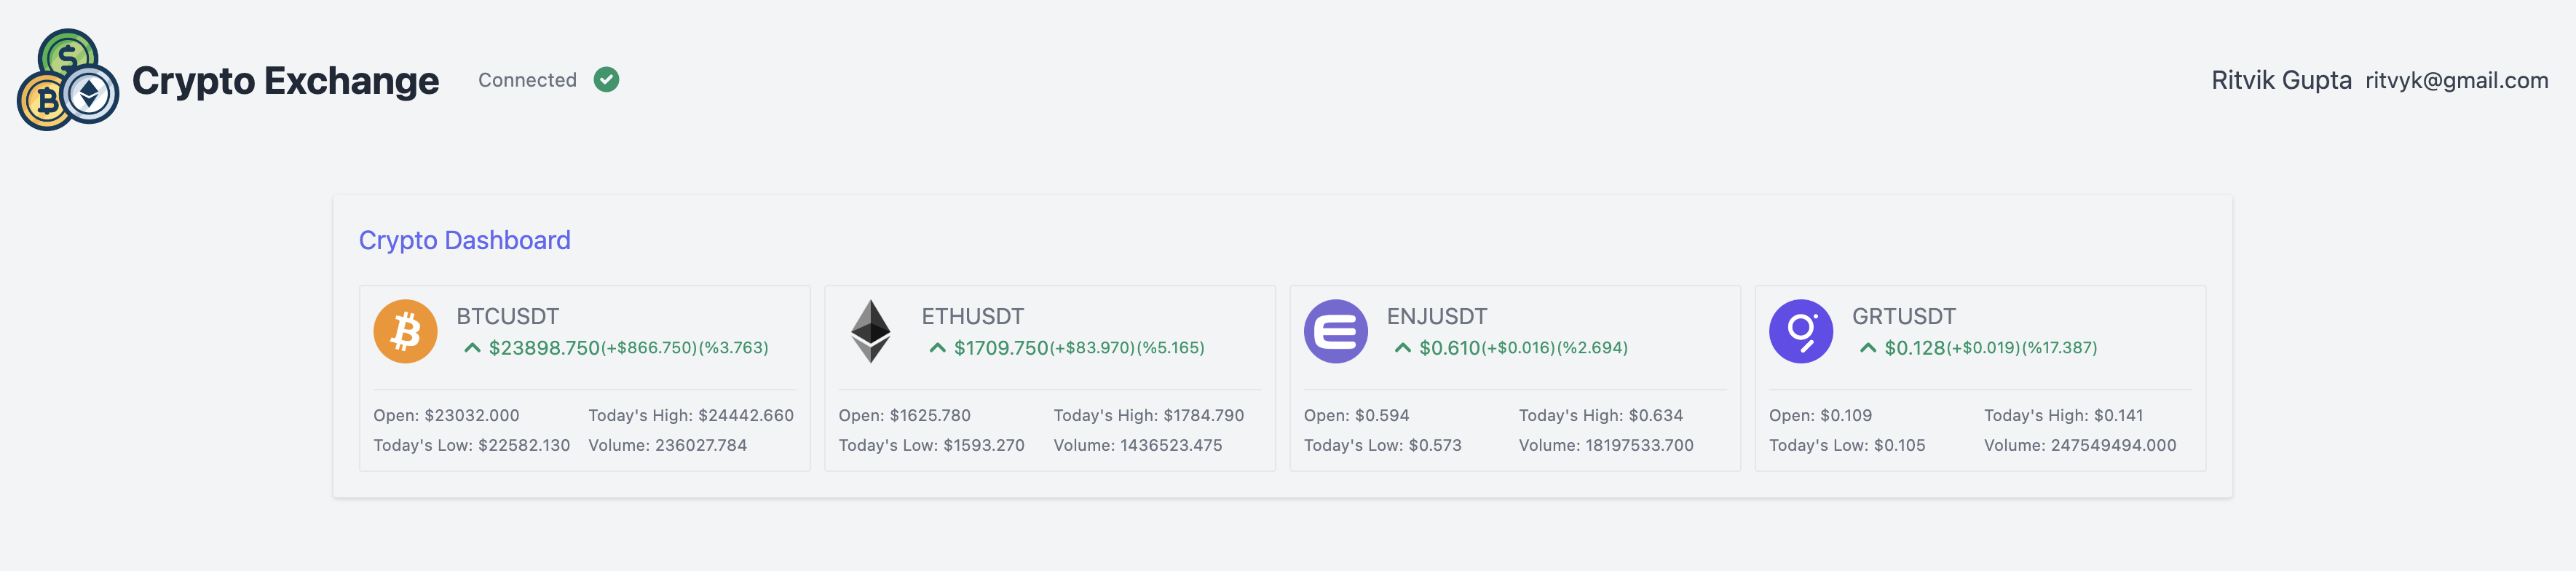 Crypto Exchange Connected Ritvik Gupta ritvyk@gmail.com
Crypto Dashboard
BTCUSDT
$23898.750(+$866.750)(%3.763)
Open: $23032.000 Today's High: $24442.660
Today's Low: $22582.130 Volume: 236027.784
ETHUSDT
$1709.750(+$83.970)(%5.165)
Open: $1625.780 Today's High: $1784.790
Today's Low: $1593.270 Volume: 1436523.475
ENJUSDT
$0.610(+$0.016)(%2.694)
Open: $0.594 Today's High: $0.634
Today's Low: $0.573 Volume: 18197533.700
GRTUSDT
$0.128(+$0.019)(%17.387)
Open: $0.109 Today's High: $0.141
Today's Low: $0.105 Volume: 247549494.000